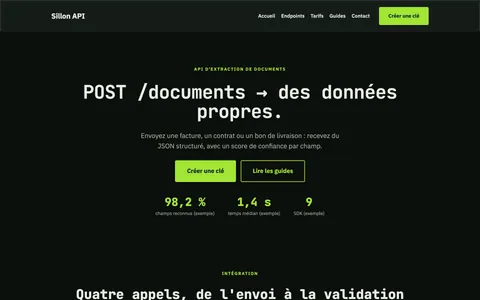 Sillon API
Accueil Endpoints Tarifs Guides Contact Créer une clé
API D'EXTRACTION DE DOCUMENTS
POST /documents → des données
propres.
Envoyez une facture, un contrat ou un bon de livraison : recevez du
JSON structuré, avec un score de confiance par champ.
Créer une clé Lire les guides
98,2 % 1,4 s 9
champs reconnus (exemple) temps médian (exemple) SDK (exemple)
INTÉGRATION
Quatre appels, de l'envoi à la validation